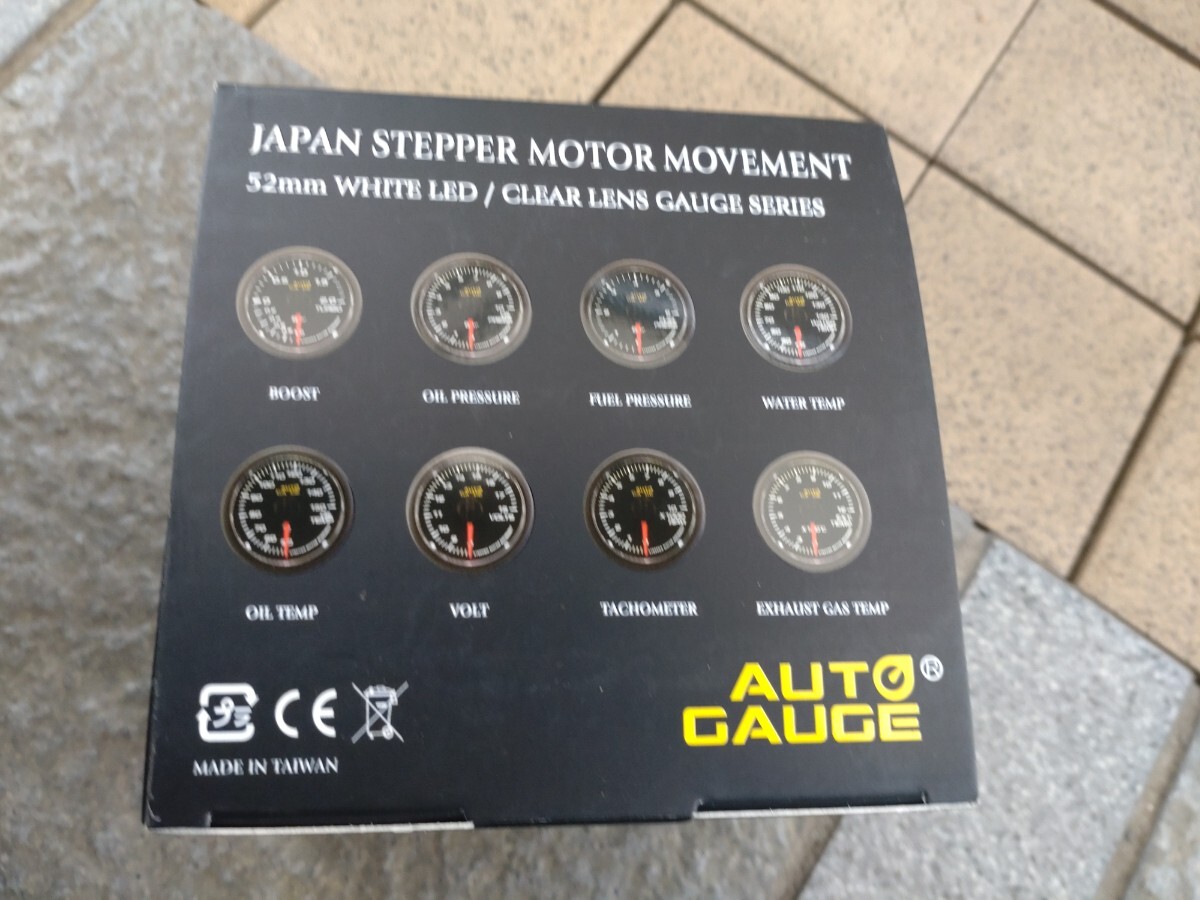 JAPAN STEPPER MOTOR MOVEMENT
52mm WHITE LED / CLEAR LENS GAUGE SERIES
BOOST
OIL PRESSURE
FUEL PRESSURE
WATER TEMP
OIL TEMP
VOLT
TACHOMETER
EXHAUST GAS TEMP
CE
MADE IN TAIWAN
AUTO ®
GAUGE